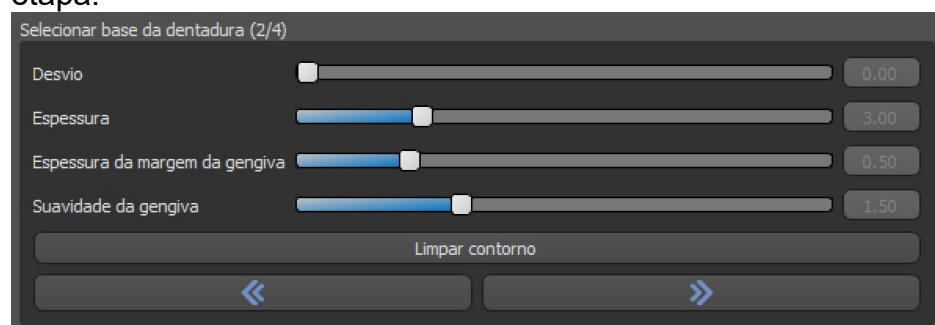 etapa.
Selecionar base da dentadura (2/4)
Desvio 0.00
Espessura 3.00
Espessura da margem da gengiva 0.50
Suavidade da gengiva 1.50
Limpar contorno